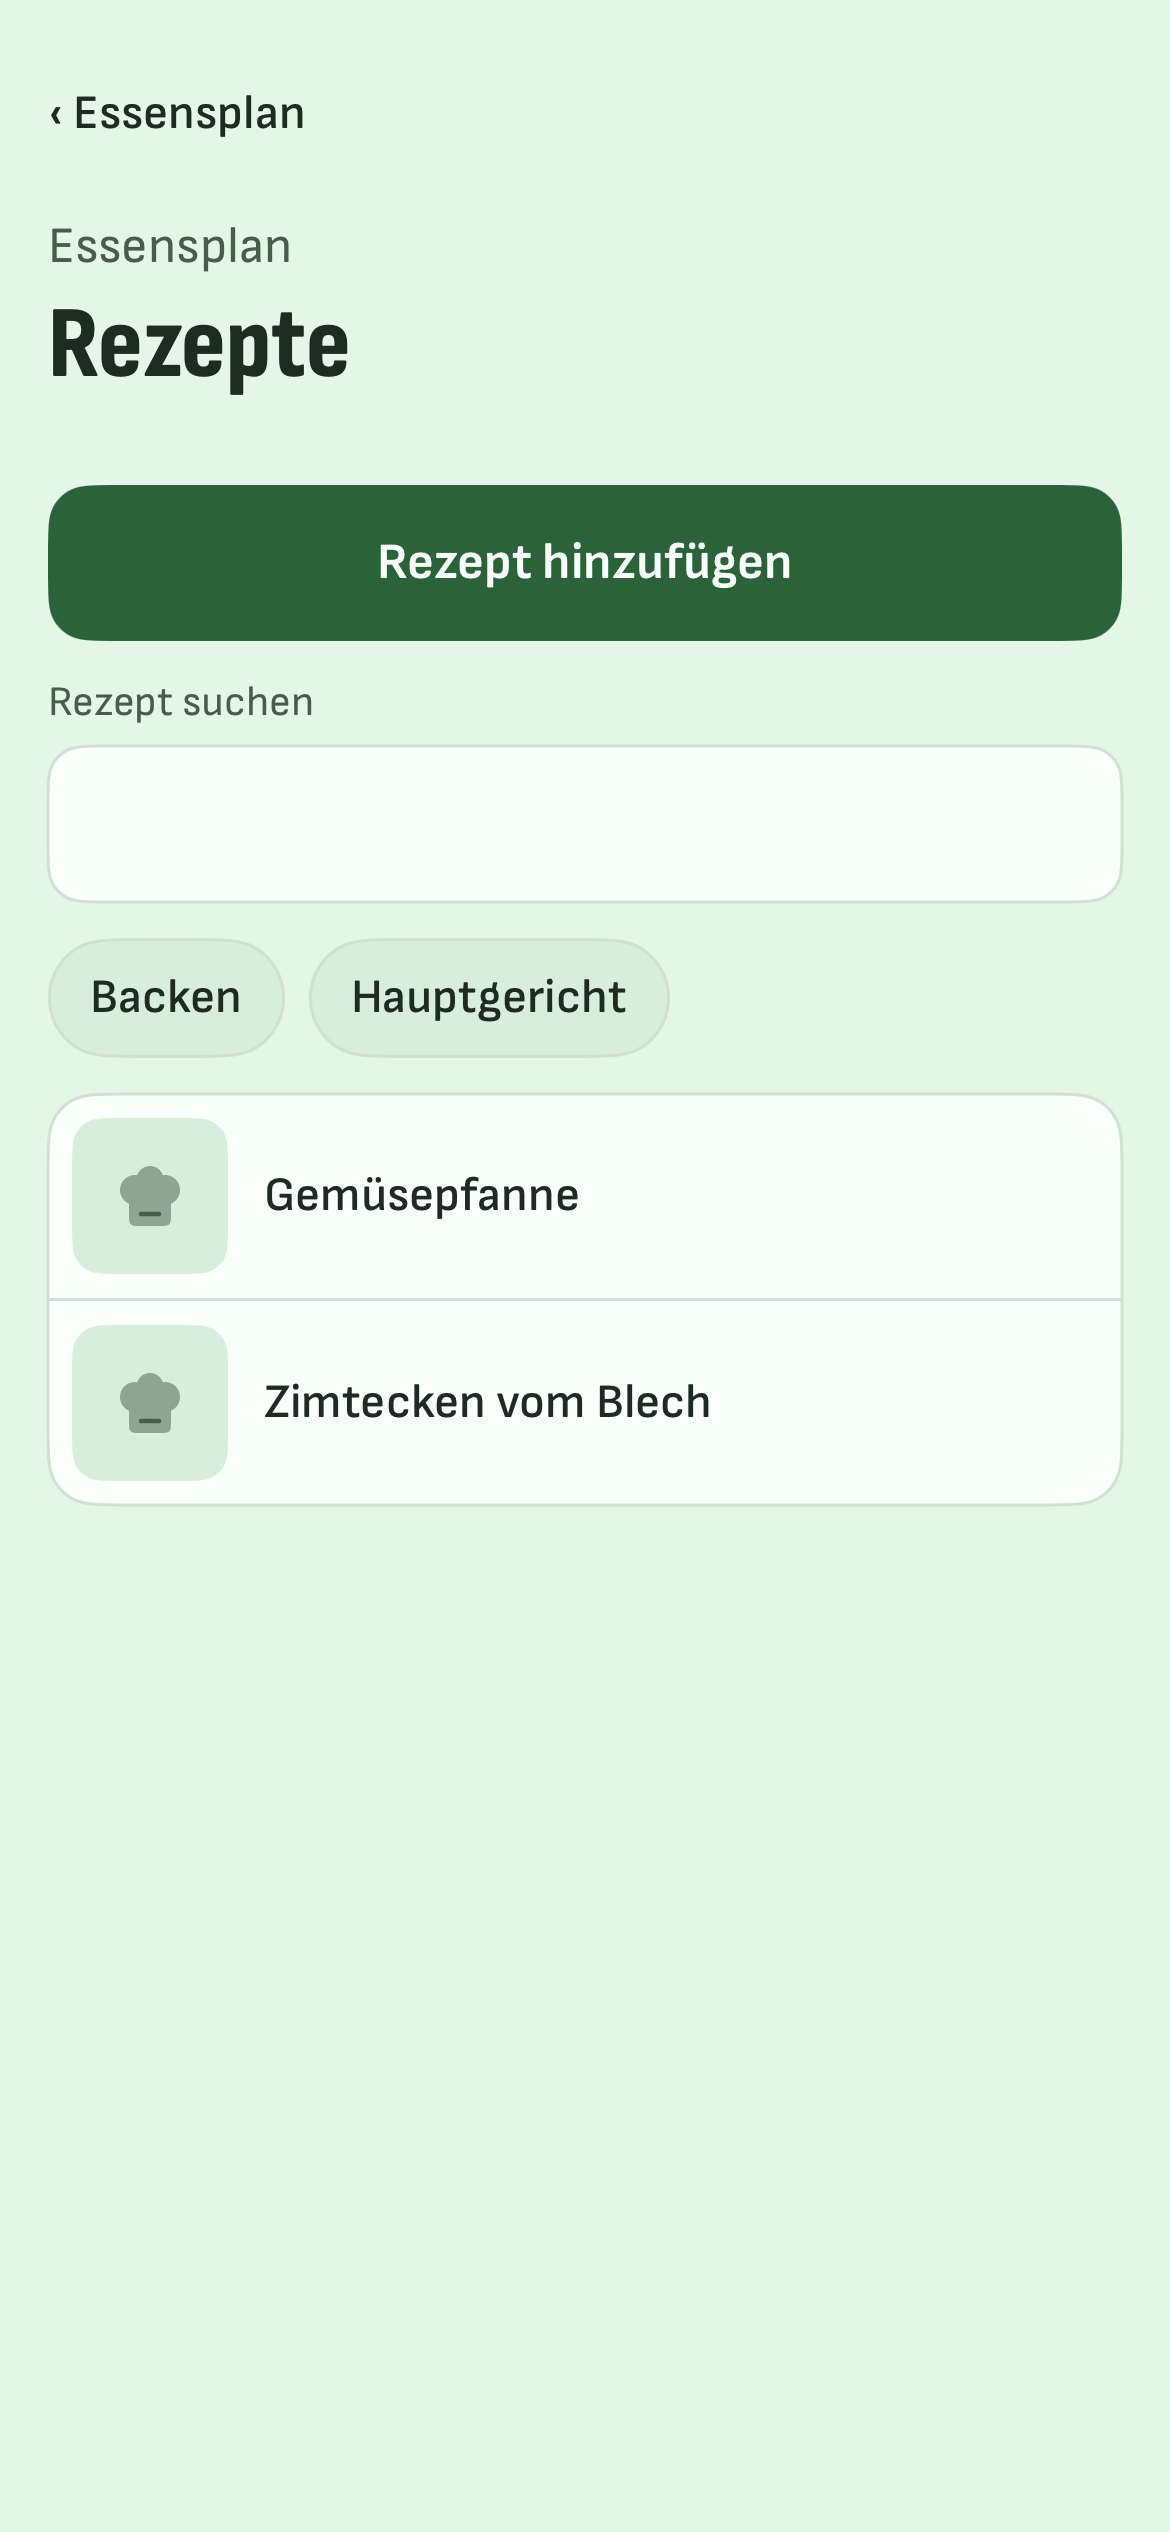 ‹ Essensplan
Essensplan
Rezepte
Rezept hinzufügen
Rezept suchen
Backen
Hauptgericht
Gemüsepfanne
Zimtecken vom Blech